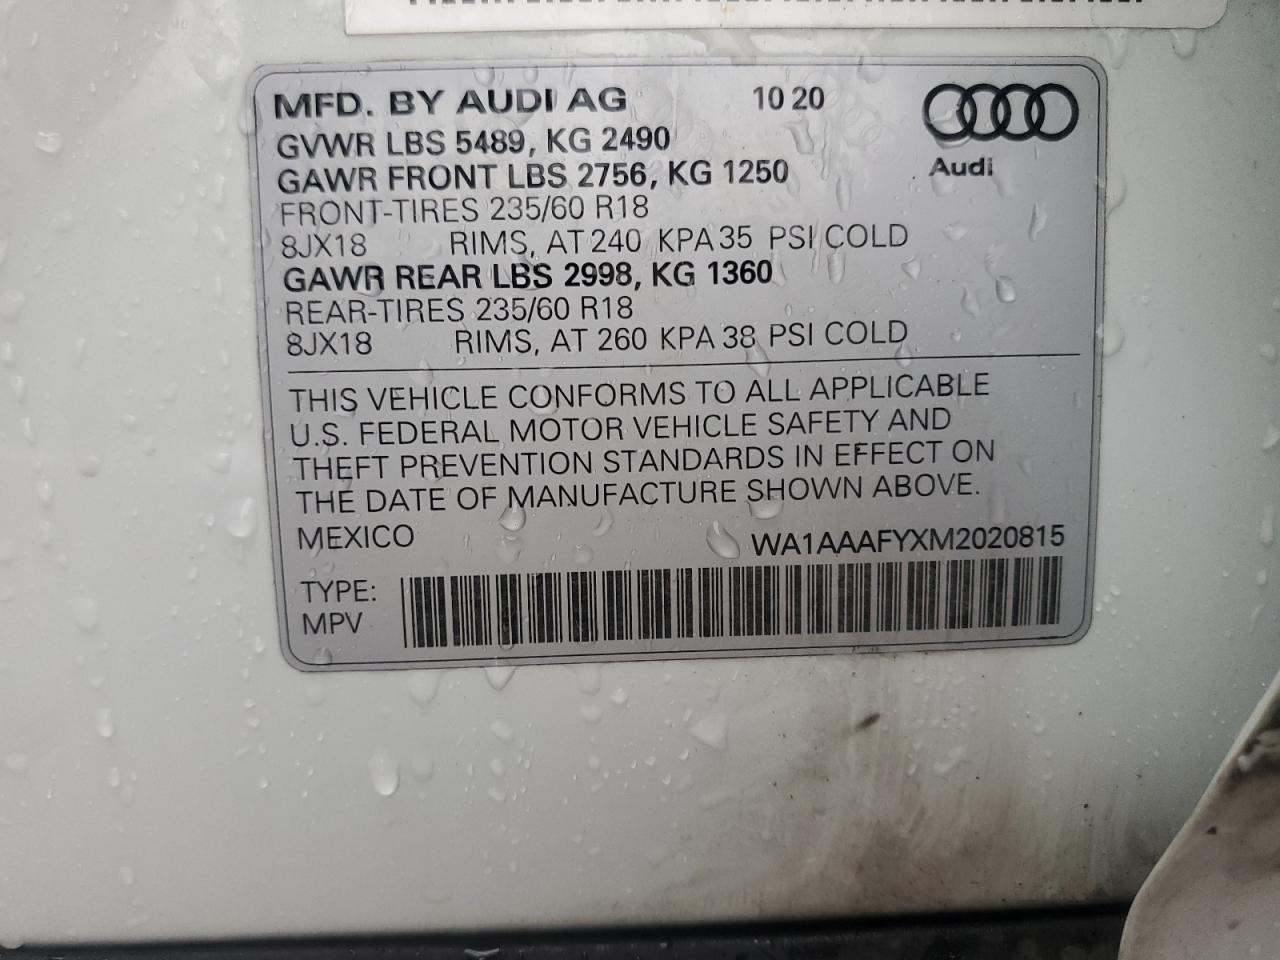 MFD. BY AUDI AG 10 20
GVWR LBS 5489, KG 2490
Audi
GAWR FRONT LBS 2756, KG 1250
FRONT-TIRES 235/60 R18
8JX18 RIMS, AT 240 KPA 35 PSI COLD
GAWR REAR LBS 2998, KG 1360
REAR-TIRES 235/60 R18
8JX18 RIMS, AT 260 KPA 38 PSI COLD
THIS VEHICLE CONFORMS TO ALL APPLICABLE
U.S. FEDERAL MOTOR VEHICLE SAFETY AND
THEFT PREVENTION STANDARDS IN EFFECT ON
THE DATE OF MANUFACTURE SHOWN ABOVE.
MEXICO WA1AAAFYXM2020815
TYPE:
MPV